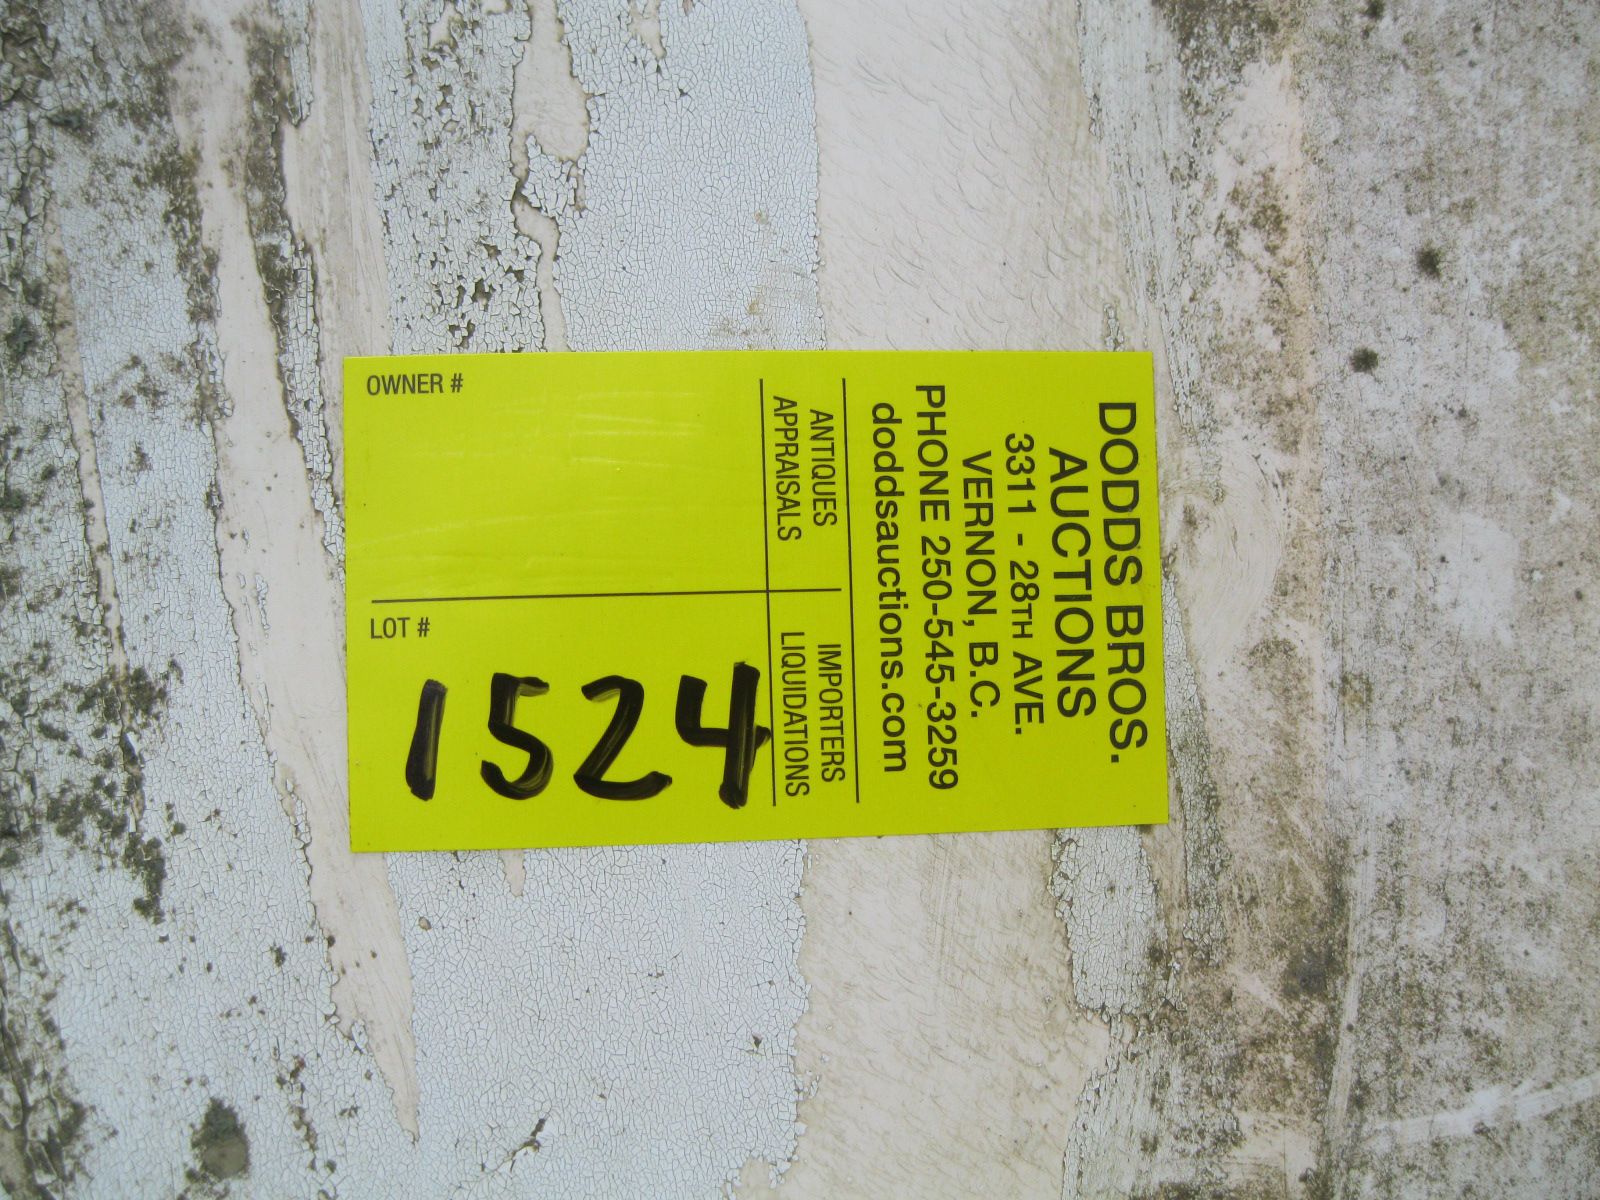 DODDS BROS.
AUCTIONS
3311 - 28TH AVE.
VERNON, B.C.
PHONE 250-545-3259
doddsauctions.com
ANTIQUES
APPRAISALS
IMPORTERS
LIQUIDATIONS
OWNER #
LOT #
1524